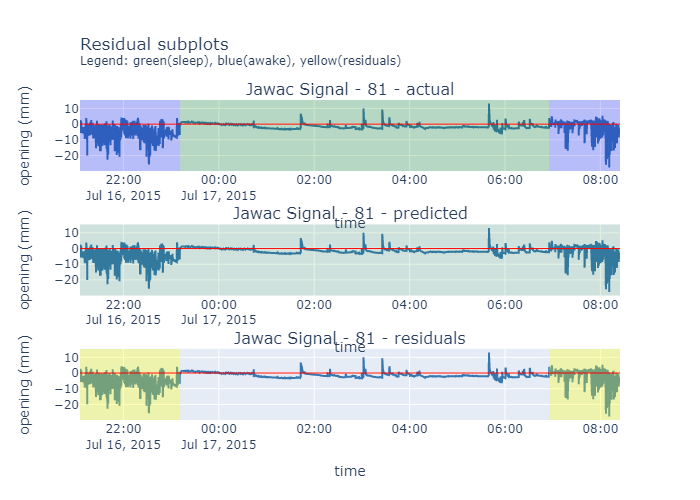 Residual subplots
Legend: green(sleep), blue(awake), yellow(residuals)
Jawac Signal - 81 - actual
opening (mm)
10
0
−10
−20
22:00 00:00 02:00 04:00 06:00 08:00
Jul 16, 2015 Jul 17, 2015
time
Jawac Signal - 81 - predicted
opening (mm)
10
0
−10
−20
22:00 00:00 02:00 04:00 06:00 08:00
Jul 16, 2015 Jul 17, 2015
time
Jawac Signal - 81 - residuals
opening (mm)
10
0
−10
−20
22:00 00:00 02:00 04:00 06:00 08:00
Jul 16, 2015 Jul 17, 2015
time